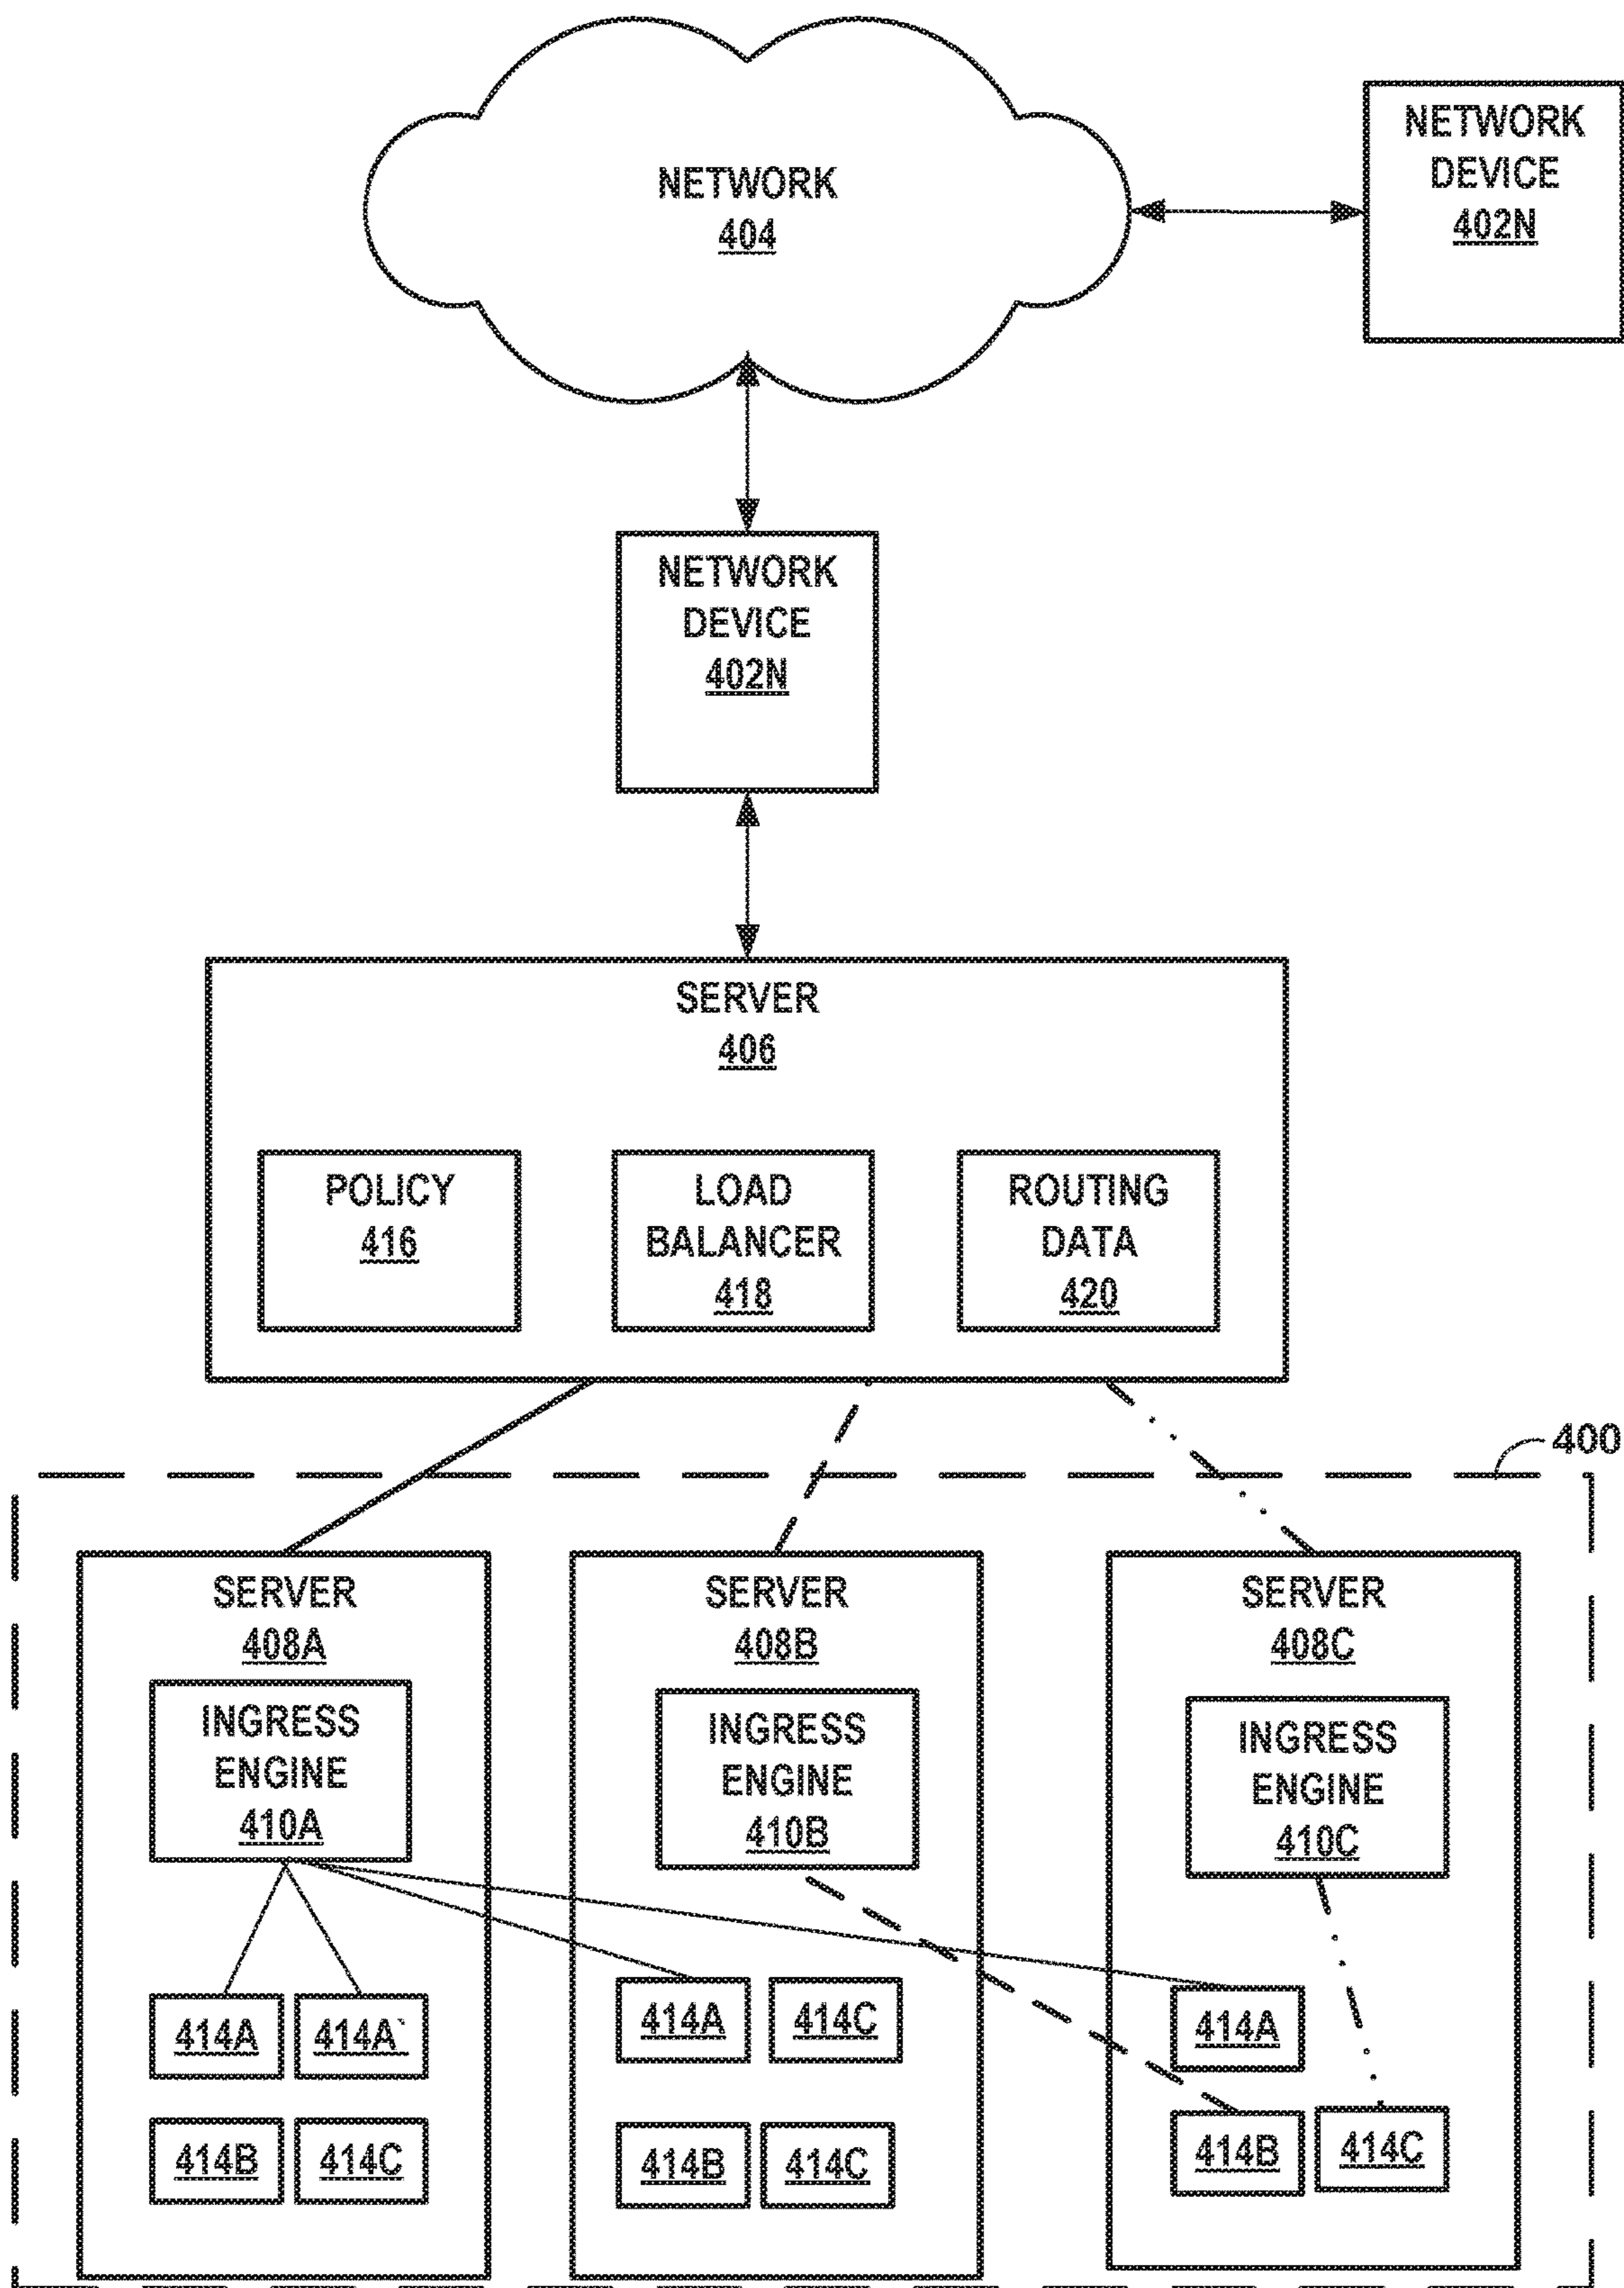 NETWORK
404
NETWORK
DEVICE
402N
NETWORK
DEVICE
402N
SERVER
406
POLICY
416
LOAD
BALANCER
418
ROUTING
DATA
420
400
SERVER
408A
INGRESS
ENGINE
410A
414A
414A`
414B
414C
SERVER
408B
INGRESS
ENGINE
410B
414A
414C
414B
414C
SERVER
408C
INGRESS
ENGINE
410C
414A
414B
414C